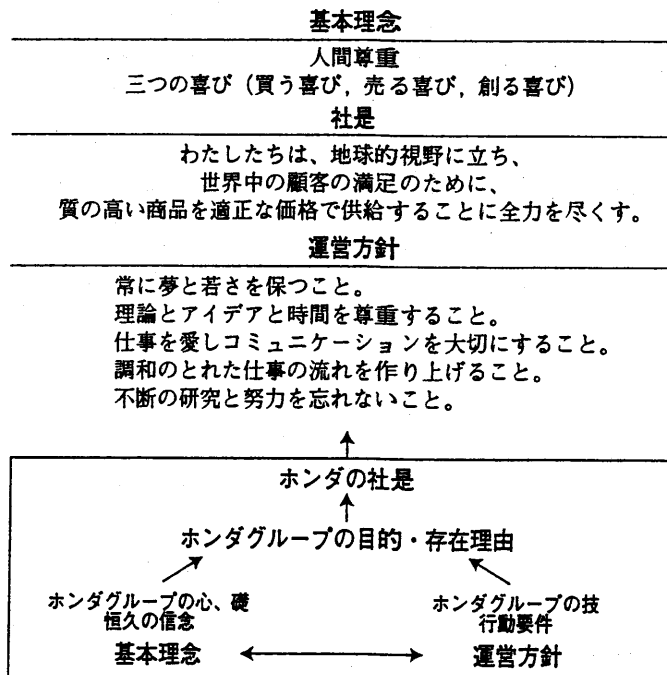 基本理念
人間尊重
三つの喜び（買う喜び，売る喜び，創る喜び）
社是
わたしたちは、地球的視野に立ち、
世界中の顧客の満足のために、
質の高い商品を適正な価格で供給することに全力を尽くす。
運営方針
常に夢と若さを保つこと。
理論とアイデアと時間を尊重すること。
仕事を愛しコミュニケーションを大切にすること。
調和のとれた仕事の流れを作り上げること。
不断の研究と努力を忘れないこと。
ホンダの社是
ホンダグループの目的・存在理由
ホンダグループの心、礎
恒久の信念
基本理念
ホンダグループの技
行動要件
運営方針